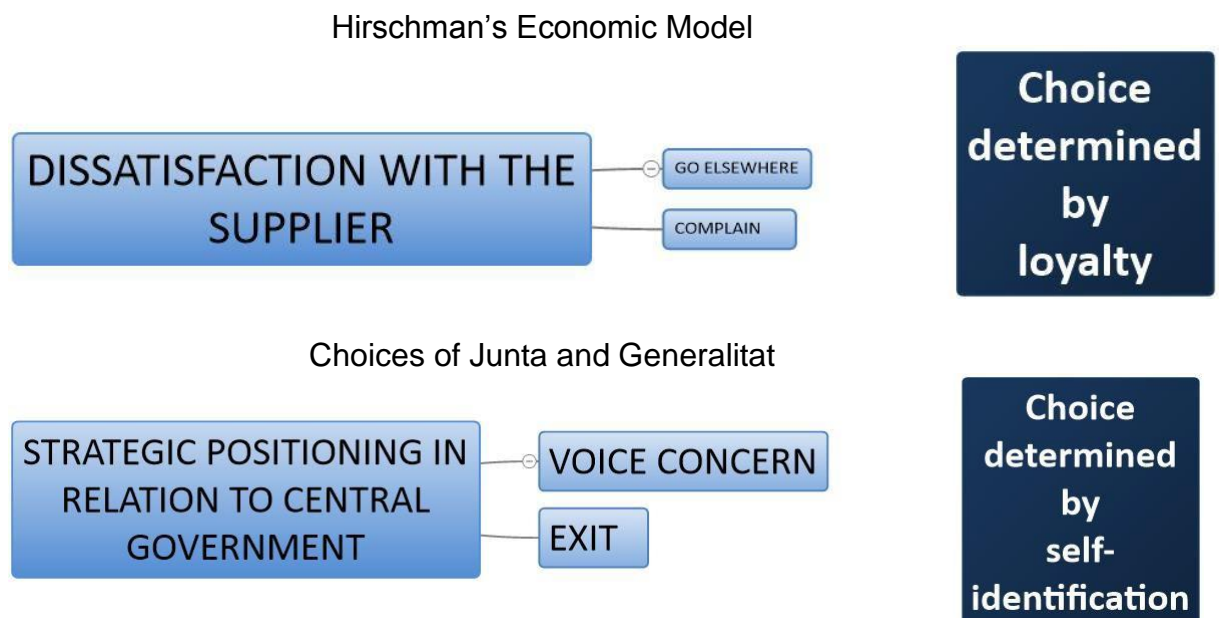 Hirschman’s Economic Model
DISSATISFACTION WITH THE
SUPPLIER
GO ELSEWHERE
COMPLAIN
Choice
determined
by
loyalty
Choices of Junta and Generalitat
STRATEGIC POSITIONING IN
RELATION TO CENTRAL
GOVERNMENT
VOICE CONCERN
EXIT
Choice
determined
by
self-
identification